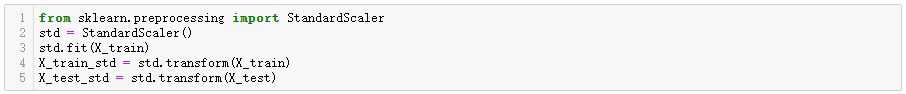 1 from sklearn.preprocessing import StandardScaler
2 std = StandardScaler()
3 std.fit(X_train)
4 X_train_std = std.transform(X_train)
5 X_test_std = std.transform(X_test)